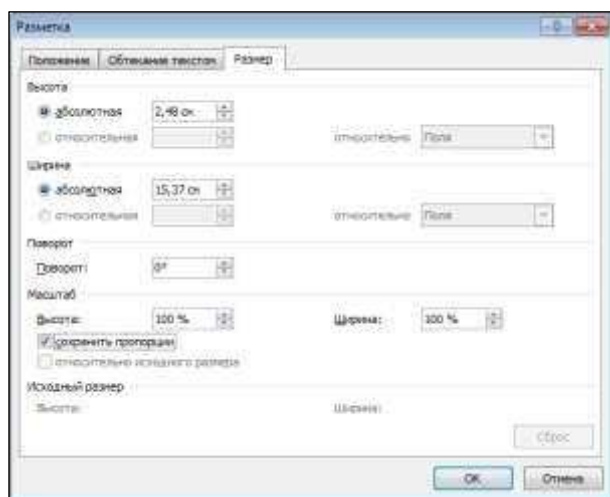 Разметка
Положение Обтекание текстом Размер
Высота
абсолютная 2,48 см
относительная относительно Поля
Ширина
абсолютная 15,37 см
относительная относительно Поля
Поворот
Поворот: 0°
Масштаб
Высота: 100 % Ширина: 100 %
сохранить пропорции
относительно исходного размера
Исходный размер
Высота: Ширина:
Сброс
ОК Отмена